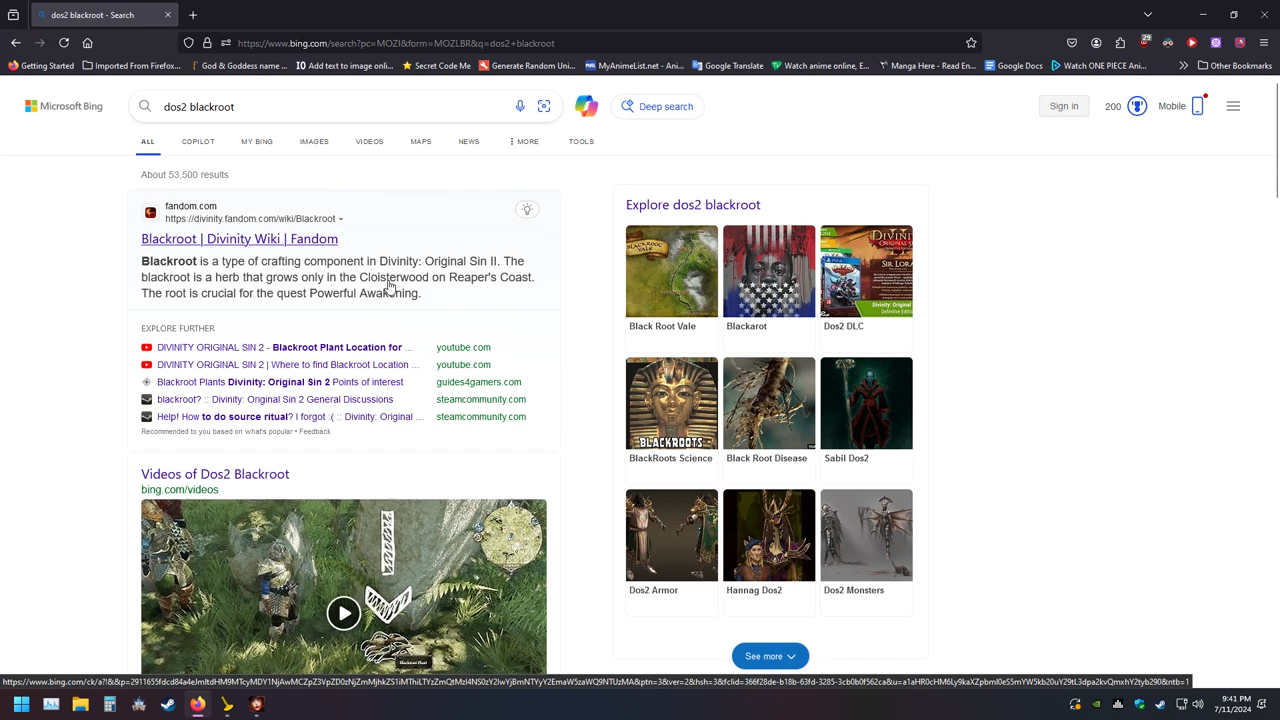 dos2 blackroot - Search
https://www.bing.com/search?pc=MOZI&form=MOZLBR&q=dos2+blackroot
29
Getting Started
Imported From Firefox...
God & Goddess name ...
Add text to image onli...
Secret Code Me
Generate Random Uni...
MyAnimeList.net - Ani...
Google Translate
Watch anime online, e...
Manga Here - Read En...
Google Docs
Watch ONE PIECE Ani...
Other Bookmarks
Microsoft Bing
dos2 blackroot
Deep search
Sign in
200
Mobile
ALL
COPILOT
MY BING
IMAGES
VIDEOS
MAPS
NEWS
MORE
TOOLS
About 53,500 results
fandom.com
https://divinity.fandom.com/wiki/Blackroot
Blackroot | Divinity Wiki | Fandom
Blackroot is a type of crafting component in Divinity: Original Sin II. The
blackroot is a herb that grows only in the Cloisterwood on Reaper's Coast.
The root is crucial for the quest Powerful Awakening.
EXPLORE FURTHER
DIVINITY ORIGINAL SIN 2 - Blackroot Plant Location for ... youtube.com
DIVINITY ORIGINAL SIN 2 | Where to find Blackroot Location ... youtube.com
Blackroot Plants Divinity: Original Sin 2 Points of interest guides4gamers.com
blackroot? :: Divinity: Original Sin 2 General Discussions steamcommunity.com
Help! How to do source ritual? I forgot :( :: Divinity: Original ... steamcommunity.com
Recommended to you based on what's popular • Feedback
Videos of Dos2 Blackroot
bing.com/videos
Explore dos2 blackroot
Black Root Vale
Blackarot
Dos2 DLC
BLACKROOTS
BlackRoots Science
Black Root Disease
Sabil Dos2
Dos2 Armor
Hannag Dos2
Dos2 Monsters
See more
9:41 PM
7/11/2024